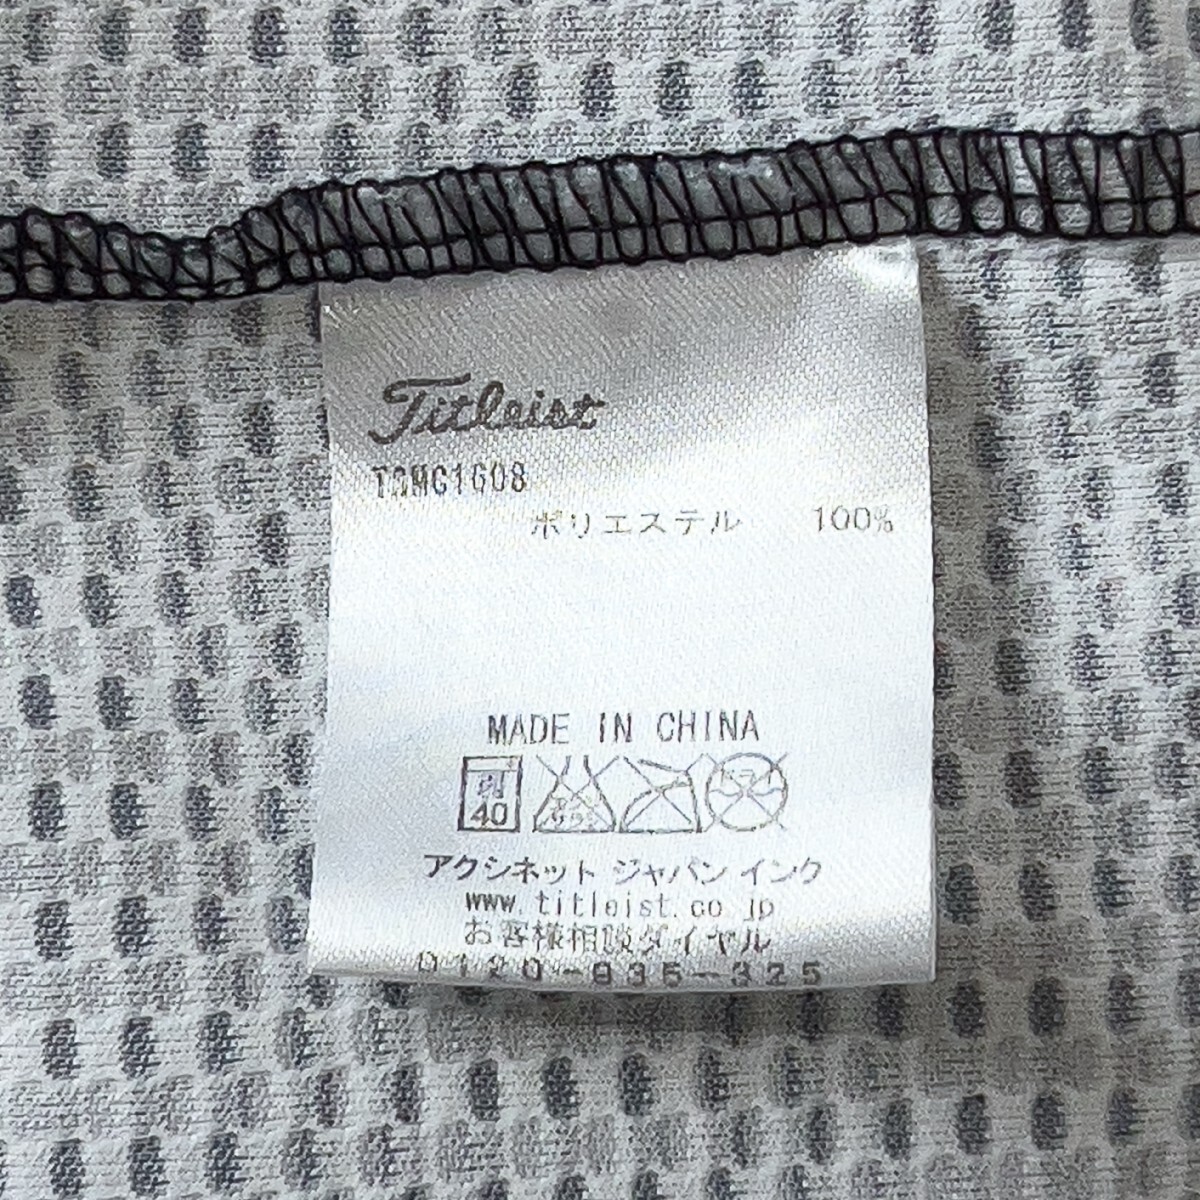 Titleist
TSMC1608
ポリエステル 100%
MADE IN CHINA
40
アクシネット ジャパン インク
www.titleist.co.jp
お客様相談ダイヤル
0120-935-325